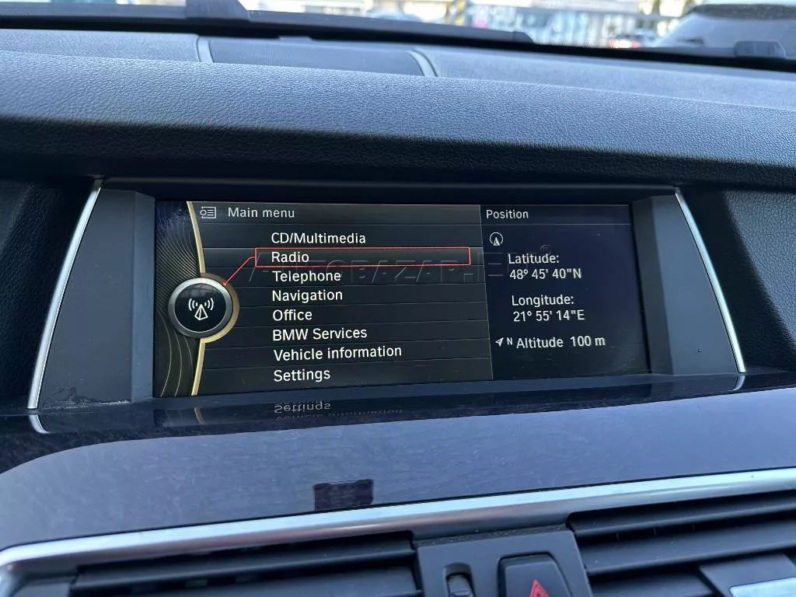 Main menu
CD/Multimedia
Radio
Telephone
Navigation
Office
BMW Services
Vehicle information
Settings
Position
Latitude:
48° 45' 40"N
Longitude:
21° 55' 14"E
N Altitude 100 m